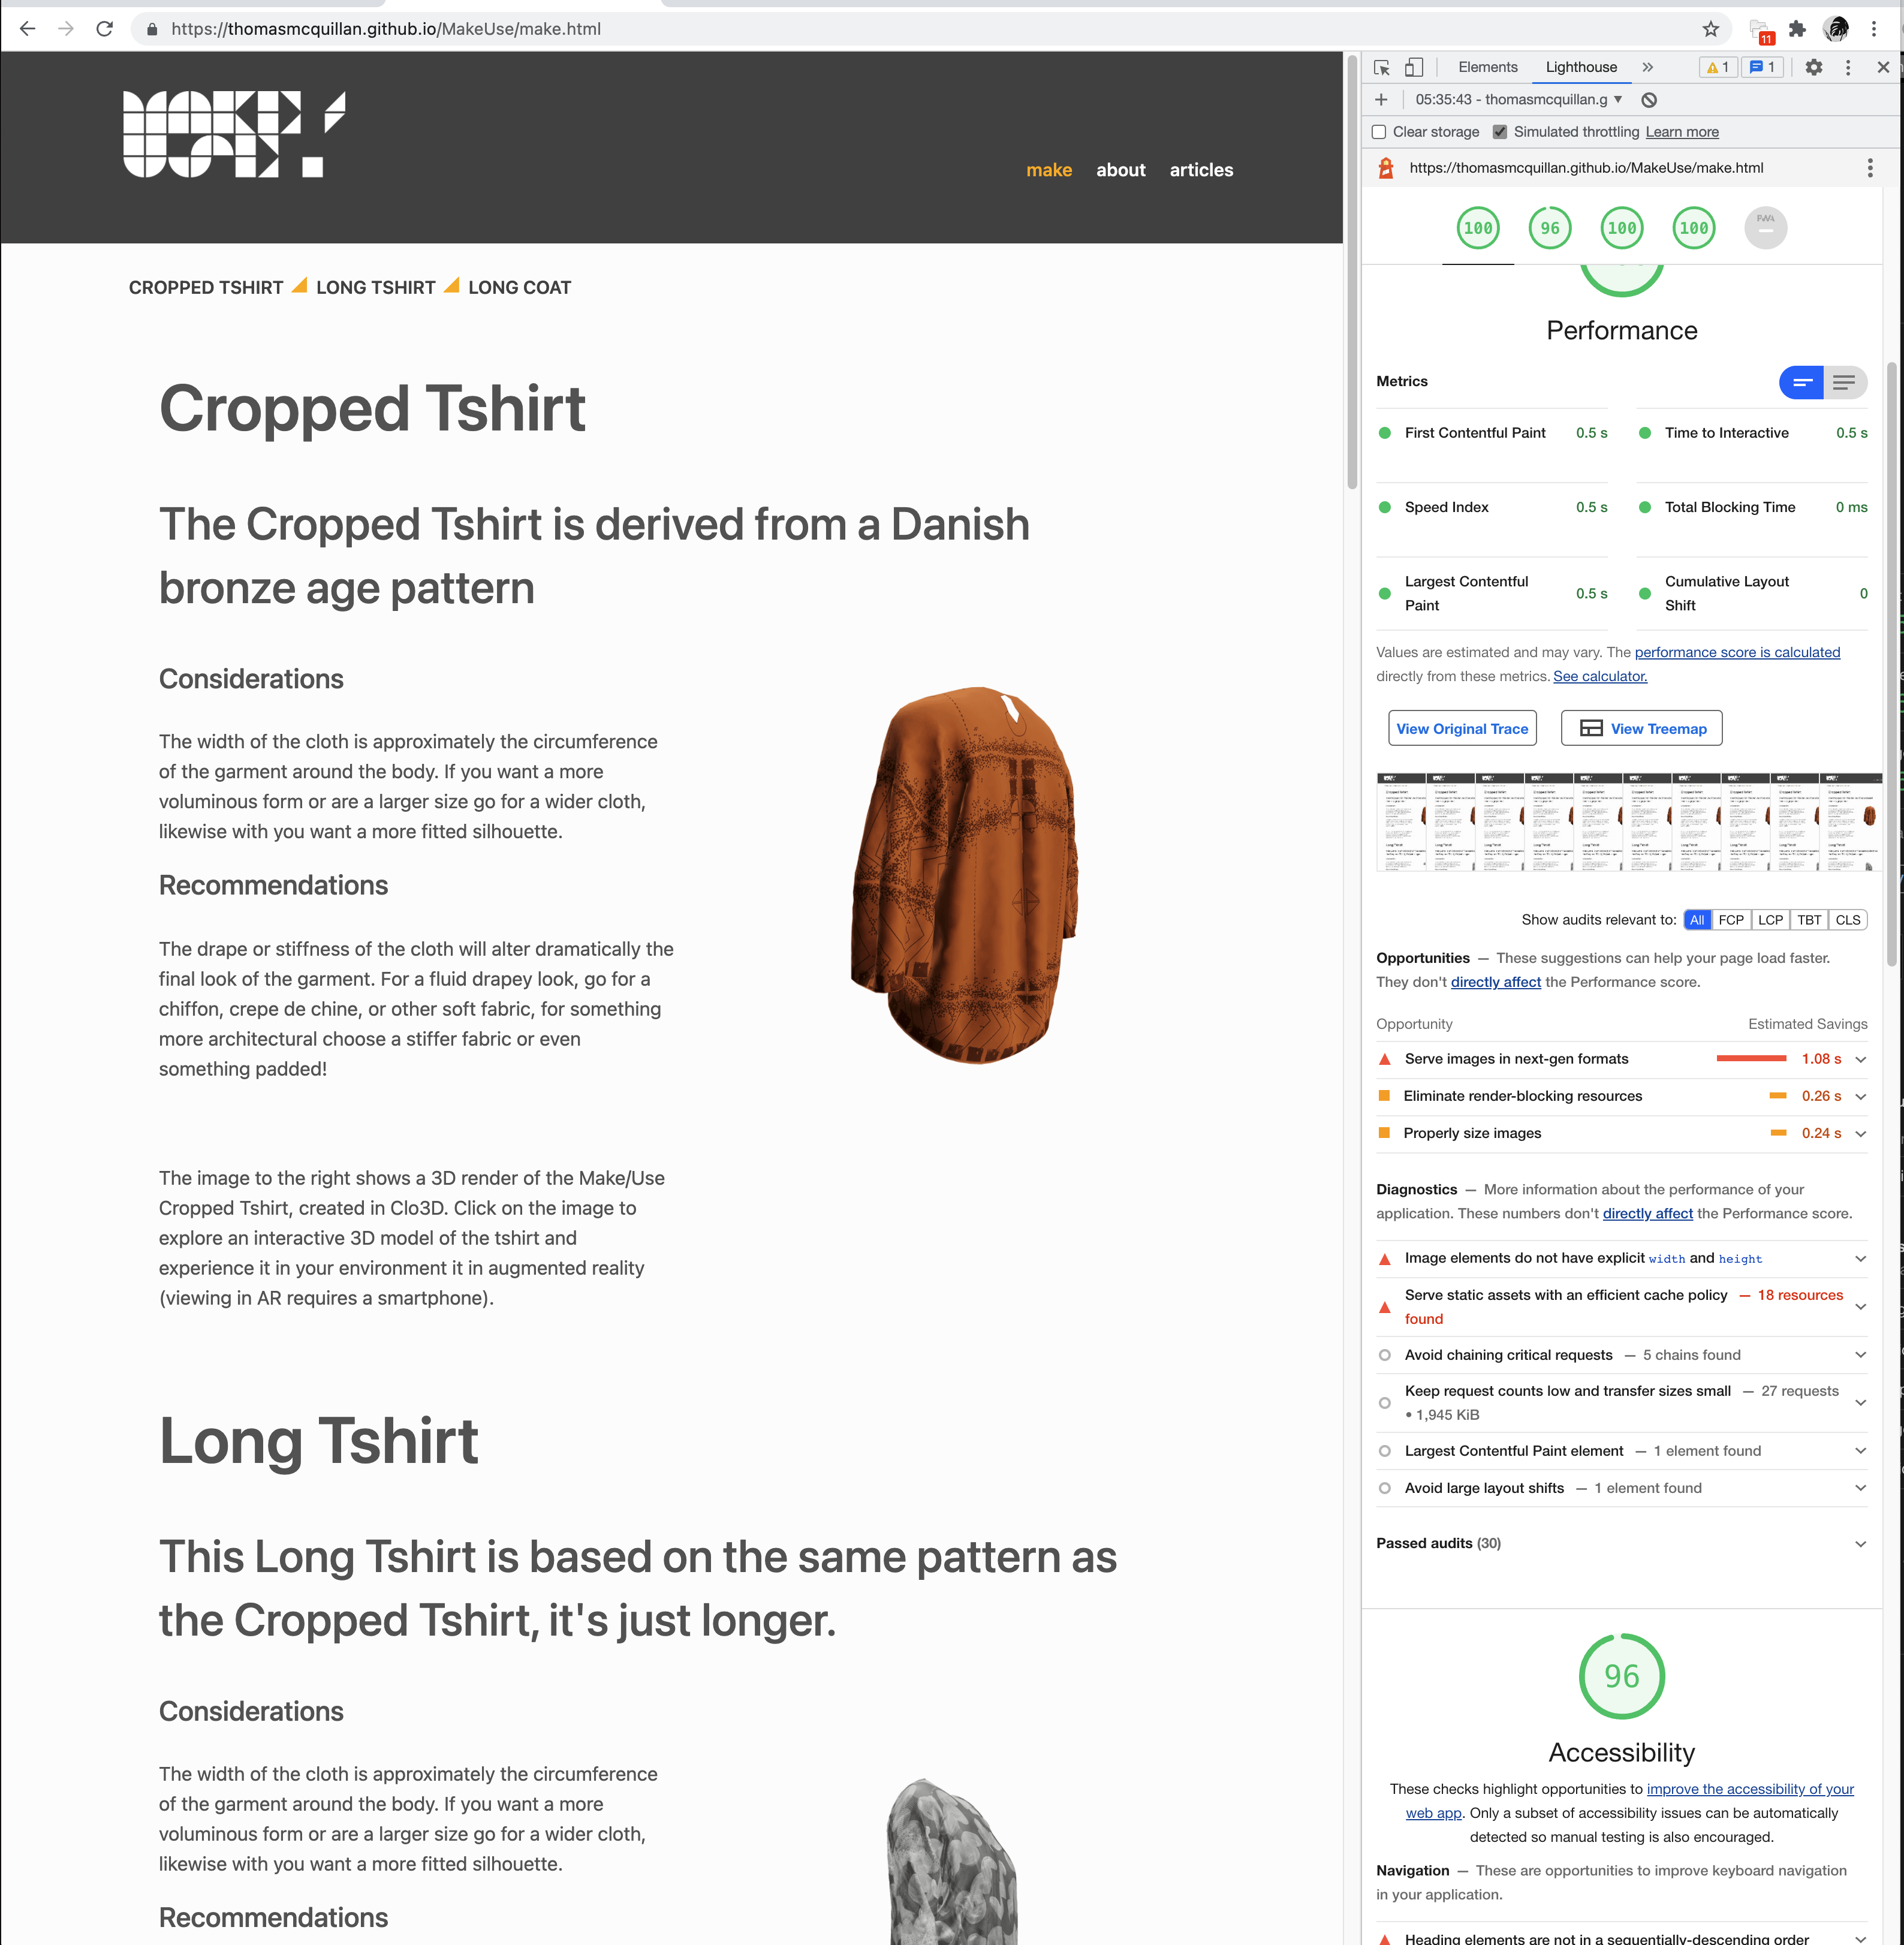 https://thomasmcquillan.github.io/MakeUse/make.html
11
MAKE/
USE.
make about articles
CROPPED TSHIRT LONG TSHIRT LONG COAT
Cropped Tshirt
The Cropped Tshirt is derived from a Danish
bronze age pattern
Considerations
The width of the cloth is approximately the circumference
of the garment around the body. If you want a more
voluminous form or are a larger size go for a wider cloth,
likewise with you want a more fitted silhouette.
Recommendations
The drape or stiffness of the cloth will alter dramatically the
final look of the garment. For a fluid drapey look, go for a
chiffon, crepe de chine, or other soft fabric, for something
more architectural choose a stiffer fabric or even
something padded!
The image to the right shows a 3D render of the Make/Use
Cropped Tshirt, created in Clo3D. Click on the image to
explore an interactive 3D model of the tshirt and
experience it in your environment it in augmented reality
(viewing in AR requires a smartphone).
Long Tshirt
This Long Tshirt is based on the same pattern as
the Cropped Tshirt, it's just longer.
Considerations
The width of the cloth is approximately the circumference
of the garment around the body. If you want a more
voluminous form or are a larger size go for a wider cloth,
likewise with you want a more fitted silhouette.
Recommendations
Elements Lighthouse » 1 1
05:35:43 - thomasmcquillan.g
Clear storage Simulated throttling Learn more
https://thomasmcquillan.github.io/MakeUse/make.html
100 96 100 100 PWA
Performance
Metrics
First Contentful Paint 0.5 s
Time to Interactive 0.5 s
Speed Index 0.5 s
Total Blocking Time 0 ms
Largest Contentful
Paint 0.5 s
Cumulative Layout
Shift 0
Values are estimated and may vary. The performance score is calculated
directly from these metrics. See calculator.
View Original Trace View Treemap
Show audits relevant to: All FCP LCP TBT CLS
Opportunities — These suggestions can help your page load faster.
They don't directly affect the Performance score.
Opportunity Estimated Savings
Serve images in next-gen formats 1.08 s
Eliminate render-blocking resources 0.26 s
Properly size images 0.24 s
Diagnostics — More information about the performance of your
application. These numbers don't directly affect the Performance score.
Image elements do not have explicit width and height
Serve static assets with an efficient cache policy — 18 resources
found
Avoid chaining critical requests — 5 chains found
Keep request counts low and transfer sizes small — 27 requests
• 1,945 KiB
Largest Contentful Paint element — 1 element found
Avoid large layout shifts — 1 element found
Passed audits (30)
96
Accessibility
These checks highlight opportunities to improve the accessibility of your
web app. Only a subset of accessibility issues can be automatically
detected so manual testing is also encouraged.
Navigation — These are opportunities to improve keyboard navigation
in your application.
Heading elements are not in a sequentially-descending order